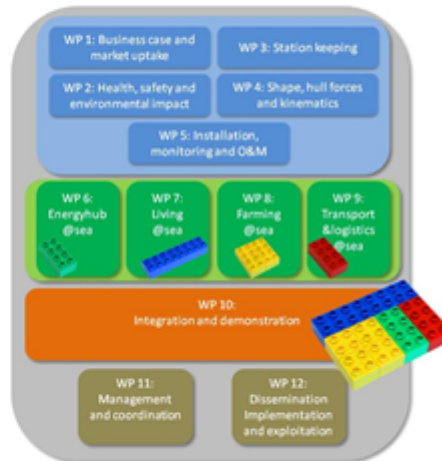 WP 1: Business case and
market uptake
WP 3: Station keeping
WP 2: Health, safety and
environmental impact
WP 4: Shape, hull forces
and kinematics
WP 5: Installation,
monitoring and O&M
WP 6:
Energyhub
@sea
WP 7:
Living
@sea
WP 8:
Farming
@sea
WP 9:
Transport
&logistics
@sea
WP 10:
Integration and demonstration
WP 11:
Management
and coordination
WP 12:
Dissemination
Implementation
and exploitation